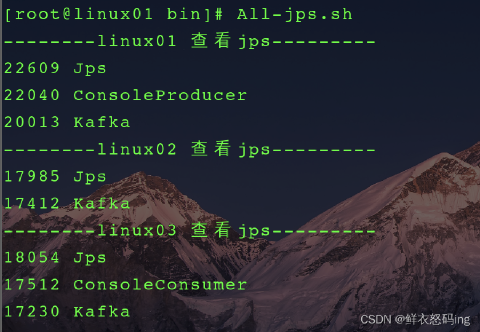 [root@linux01 bin]# All-jps.sh
--------linux01 查看jps---------
22609 Jps
22040 ConsoleProducer
20013 Kafka
--------linux02 查看jps---------
17985 Jps
17412 Kafka
--------linux03 查看jps---------
18054 Jps
17512 ConsoleConsumer
17230 Kafka
CSDN @鲜衣怒码ing